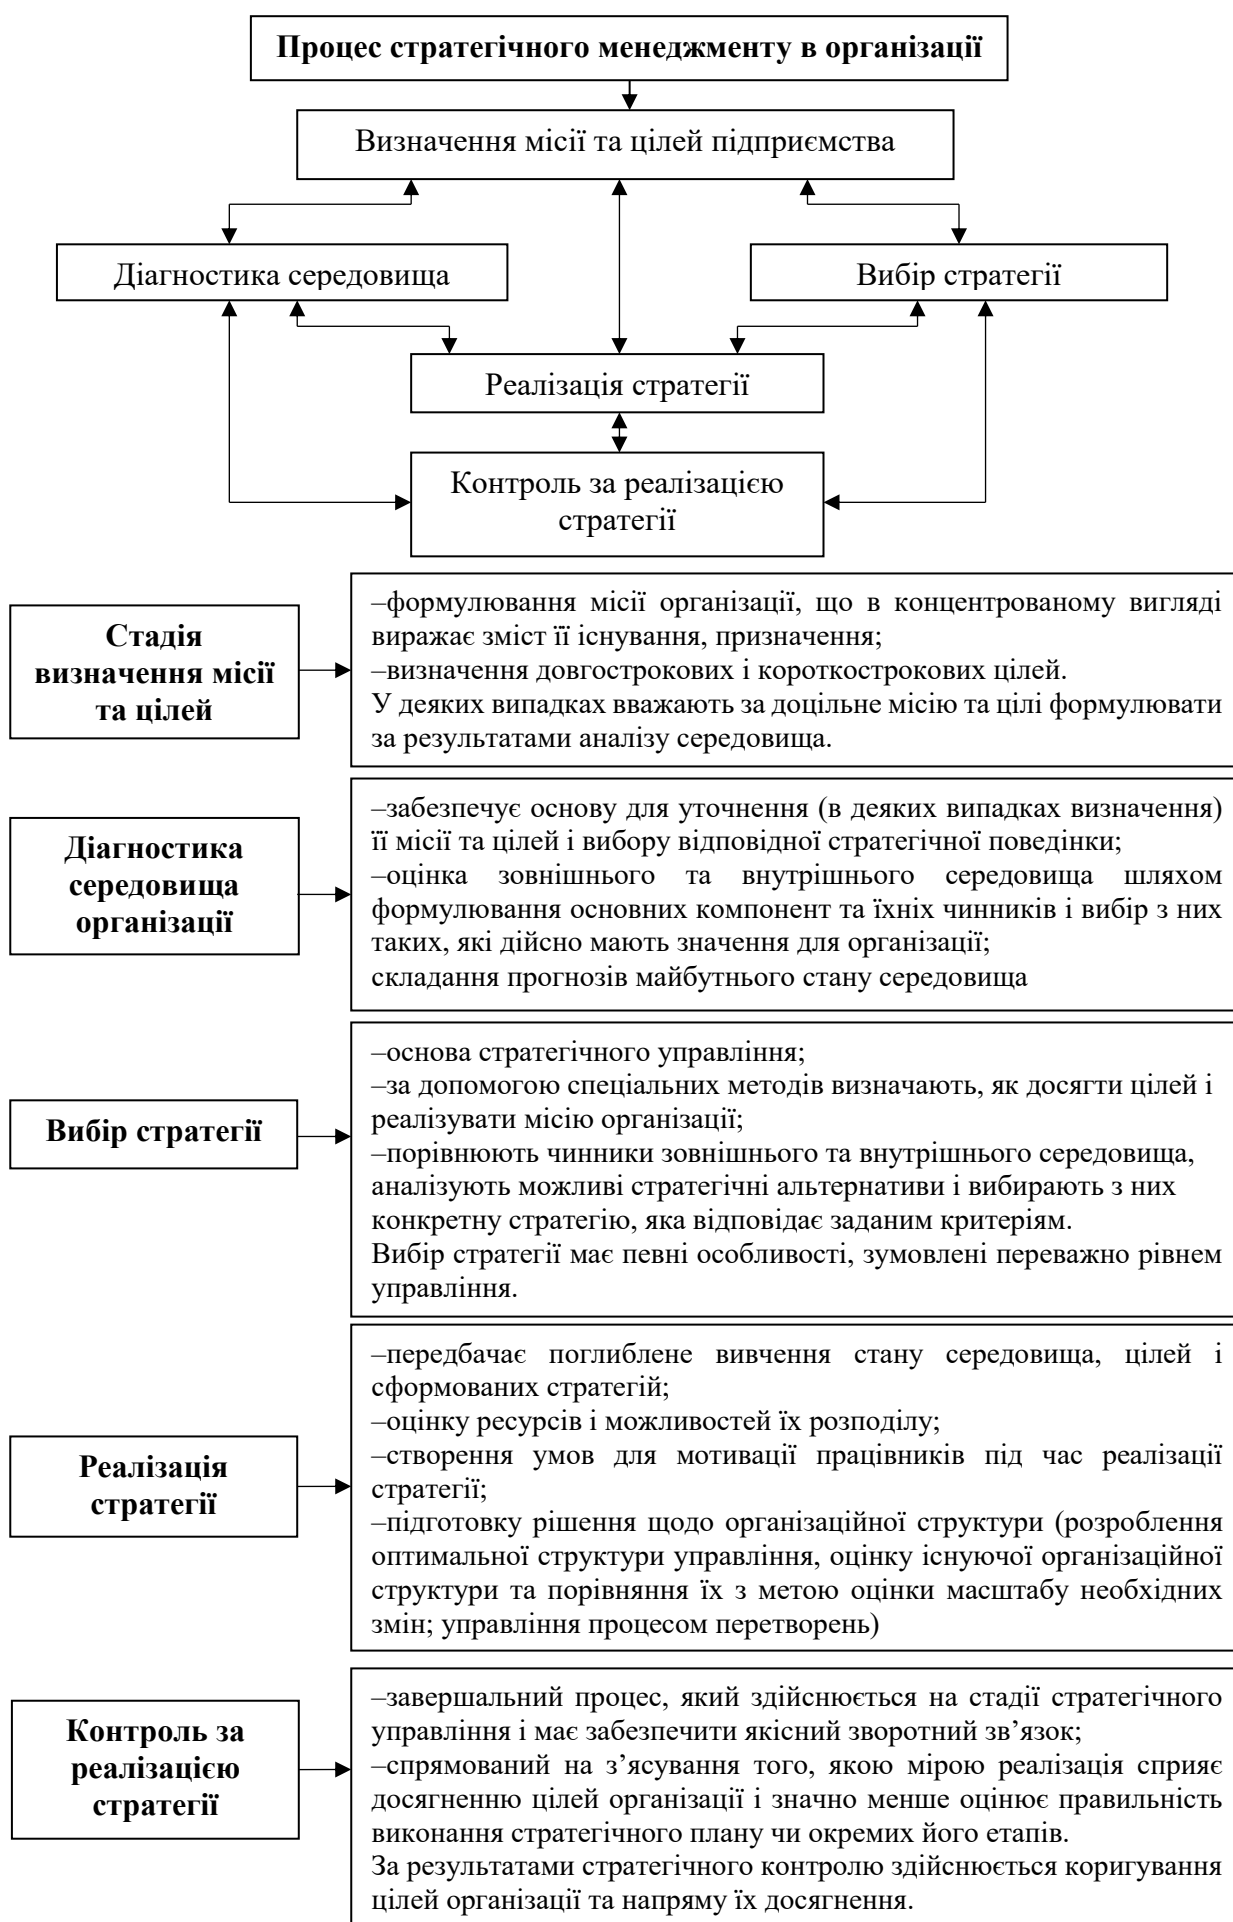 Процес стратегічного менеджменту в організації
Визначення місії та цілей підприємства
Діагностика середовища
Вибір стратегії
Реалізація стратегії
Контроль за реалізацією
стратегії
Стадія
визначення місії
та цілей
–формулювання місії організації, що в концентрованому вигляді
виражає зміст її існування, призначення;
–визначення довгострокових і короткострокових цілей.
У деяких випадках вважають за доцільне місію та цілі формулювати
за результатами аналізу середовища.
Діагностика
середовища
організації
–забезпечує основу для уточнення (в деяких випадках визначення)
її місії та цілей і вибору відповідної стратегічної поведінки;
–оцінка зовнішнього та внутрішнього середовища шляхом
формулювання основних компонент та їхніх чинників і вибір з них
таких, які дійсно мають значення для організації;
складання прогнозів майбутнього стану середовища
Вибір стратегії
–основа стратегічного управління;
–за допомогою спеціальних методів визначають, як досягти цілей і
реалізувати місію організації;
–порівнюють чинники зовнішнього та внутрішнього середовища,
аналізують можливі стратегічні альтернативи і вибирають з них
конкретну стратегію, яка відповідає заданим критеріям.
Вибір стратегії має певні особливості, зумовлені переважно рівнем
управління.
Реалізація
стратегії
–передбачає поглиблене вивчення стану середовища, цілей і
сформованих стратегій;
–оцінку ресурсів і можливостей їх розподілу;
–створення умов для мотивації працівників під час реалізації
стратегії;
–підготовку рішення щодо організаційної структури (розроблення
оптимальної структури управління, оцінку існуючої організаційної
структури та порівняння їх з метою оцінки масштабу необхідних
змін; управління процесом перетворень)
Контроль за
реалізацією
стратегії
–завершальний процес, який здійснюється на стадії стратегічного
управління і має забезпечити якісний зворотний зв’язок;
–спрямований на з’ясування того, якою мірою реалізація сприяє
досягненню цілей організації і значно менше оцінює правильність
виконання стратегічного плану чи окремих його етапів.
За результатами стратегічного контролю здійснюється коригування
цілей організації та напряму їх досягнення.